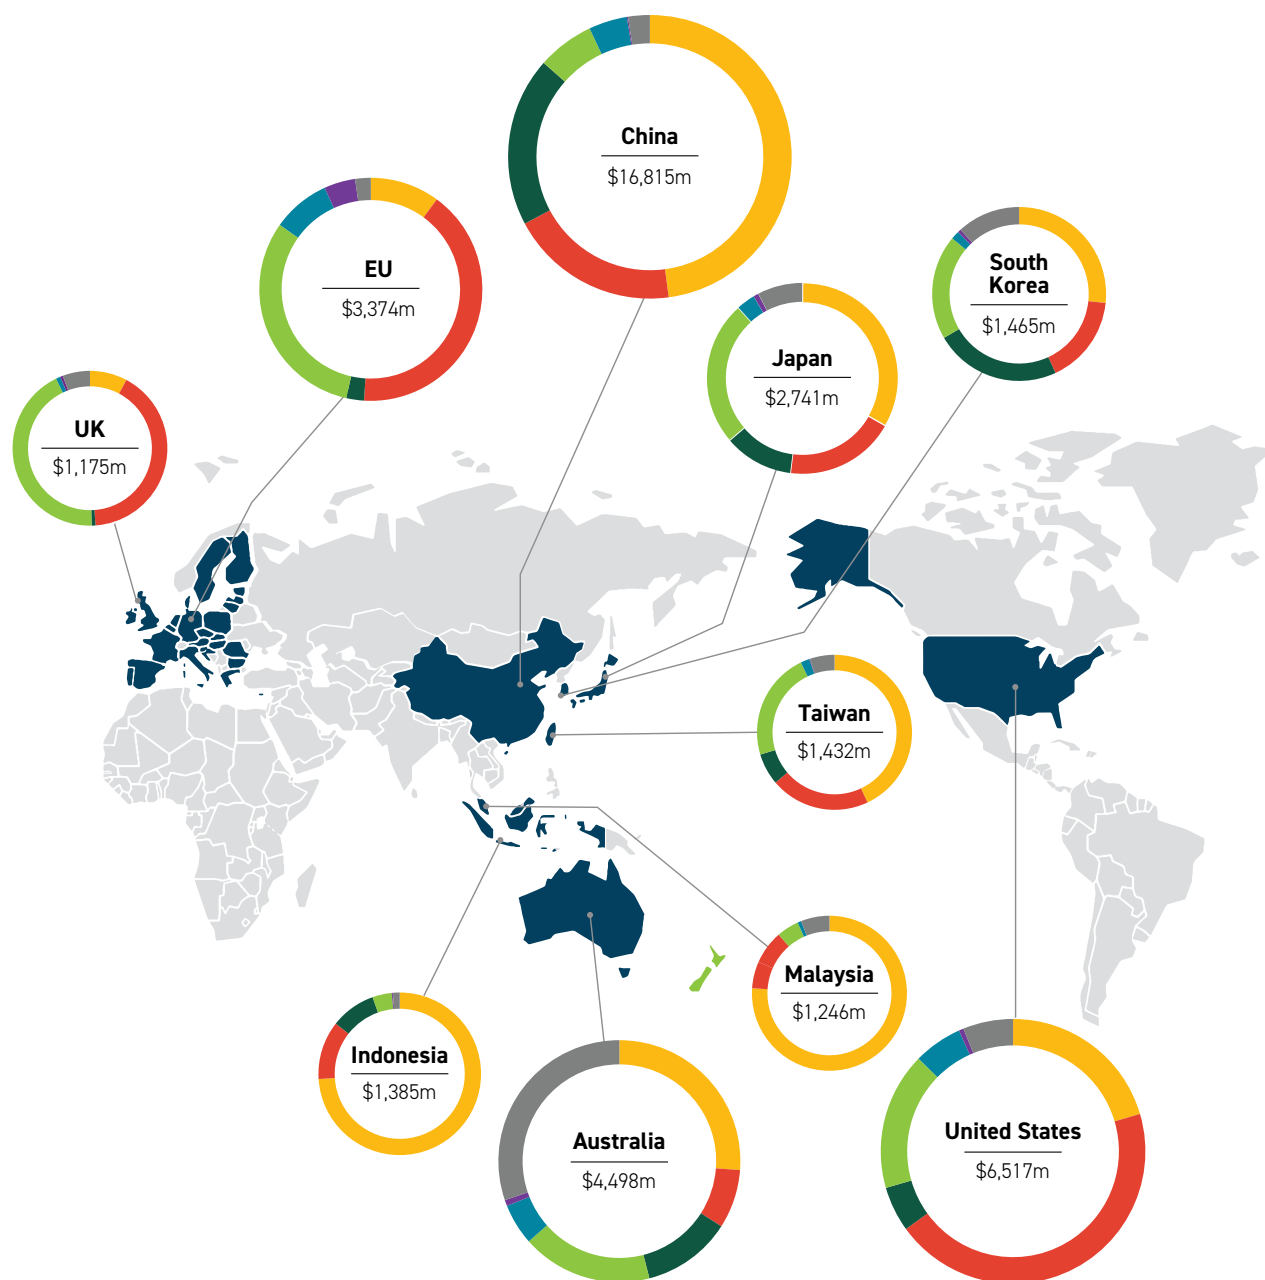 China
$16,815m
EU
$3,374m
South
Korea
$1,465m
Japan
$2,741m
UK
$1,175m
Taiwan
$1,432m
Malaysia
$1,246m
Indonesia
$1,385m
Australia
$4,498m
United States
$6,517m